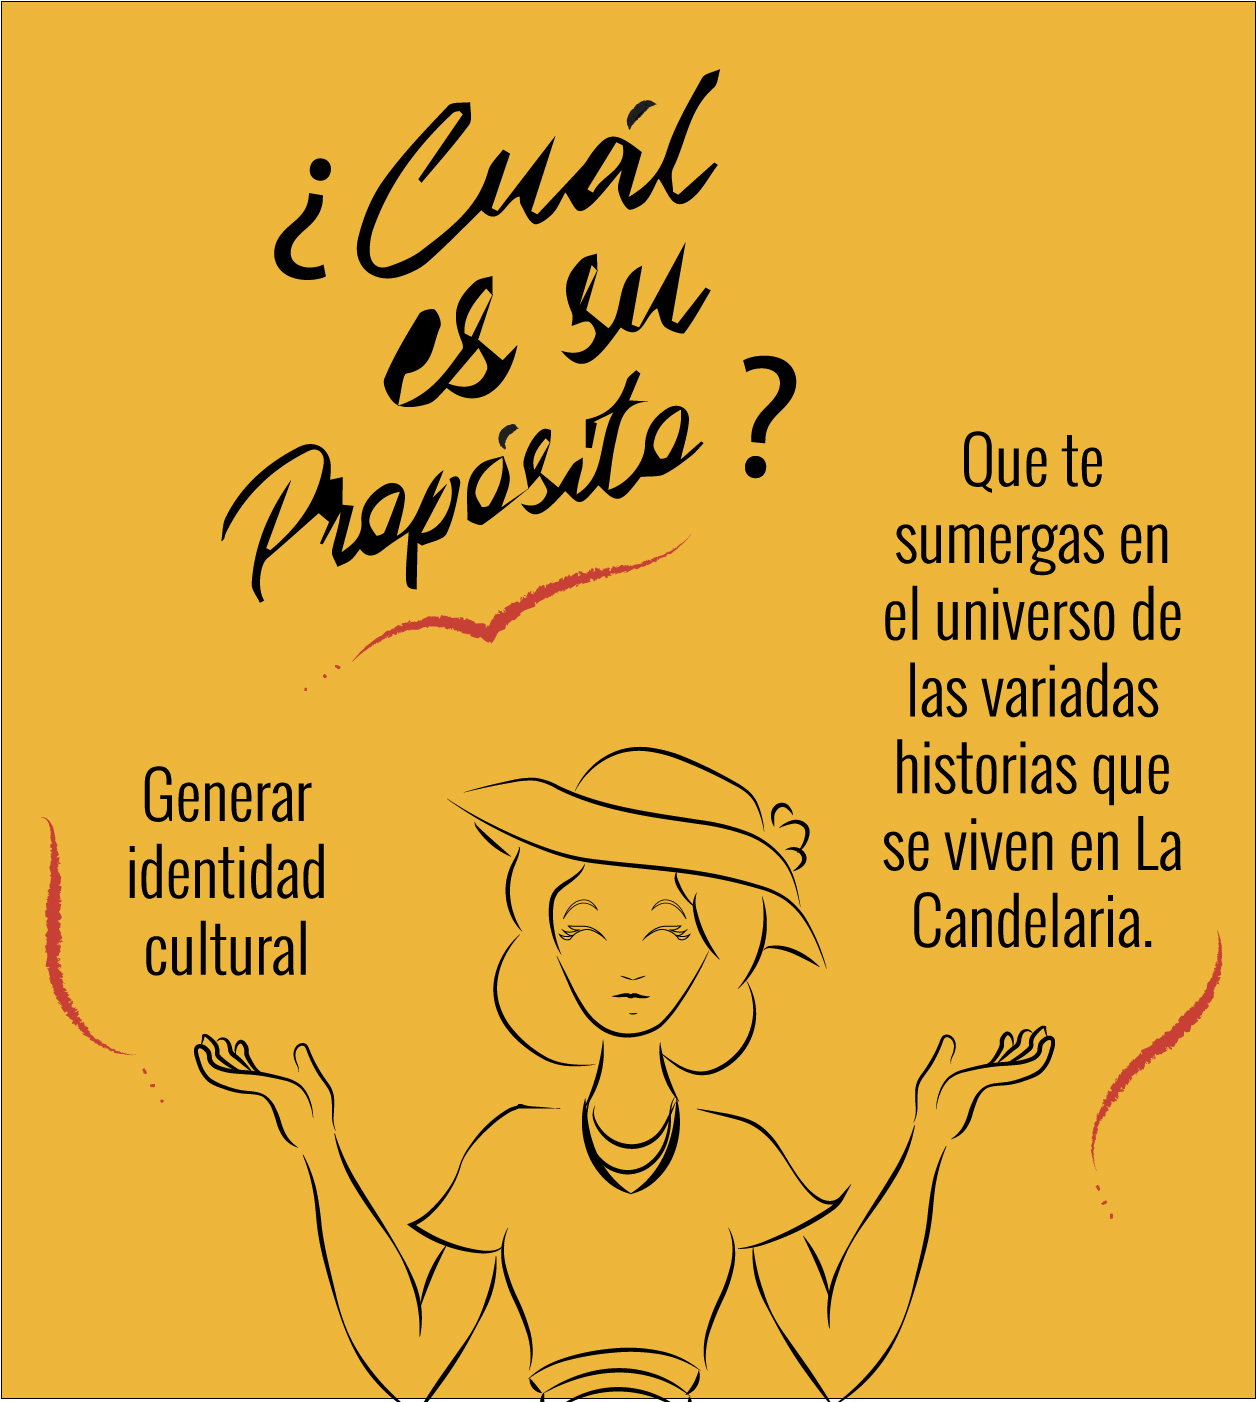 ¿Cuál
es su
Propósito?
Generar
identidad
cultural
Que te
sumergas en
el universo de
las variadas
historias que
se viven en La
Candelaria.